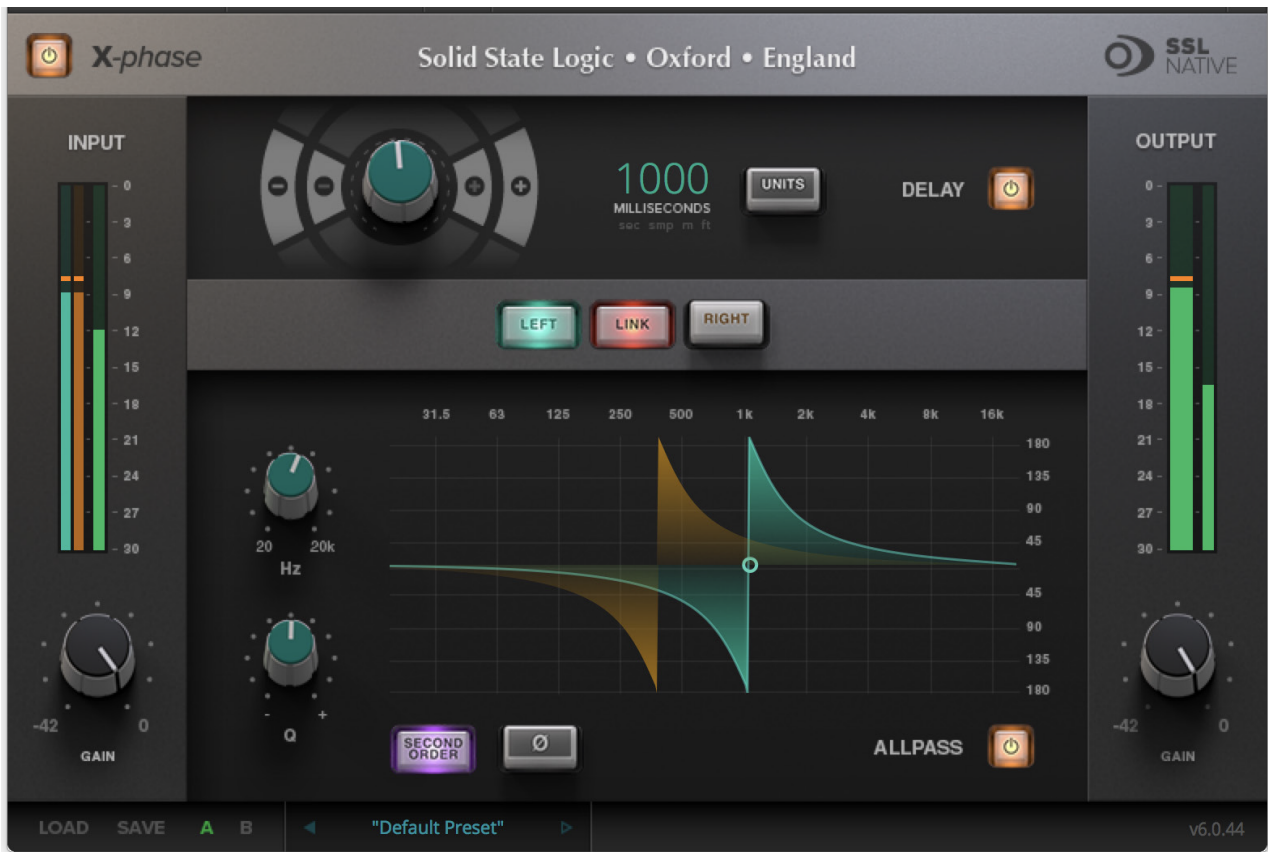 X-phase
Solid State Logic • Oxford • England
SSL
NATIVE
INPUT
0
3
6
9
12
15
18
21
24
27
30
-42
0
GAIN
1000
MILLISECONDS
sec smp m ft
UNITS
DELAY
LEFT
LINK
RIGHT
31.5 63 125 250 500 1k 2k 4k 8k 16k
180
135
90
45
45
90
135
180
20 20k
Hz
- +
Q
SECOND
ORDER
Ø
ALLPASS
OUTPUT
0
3
6
9
12
15
18
21
24
27
30
-42
0
GAIN
LOAD SAVE A B "Default Preset" v6.0.44